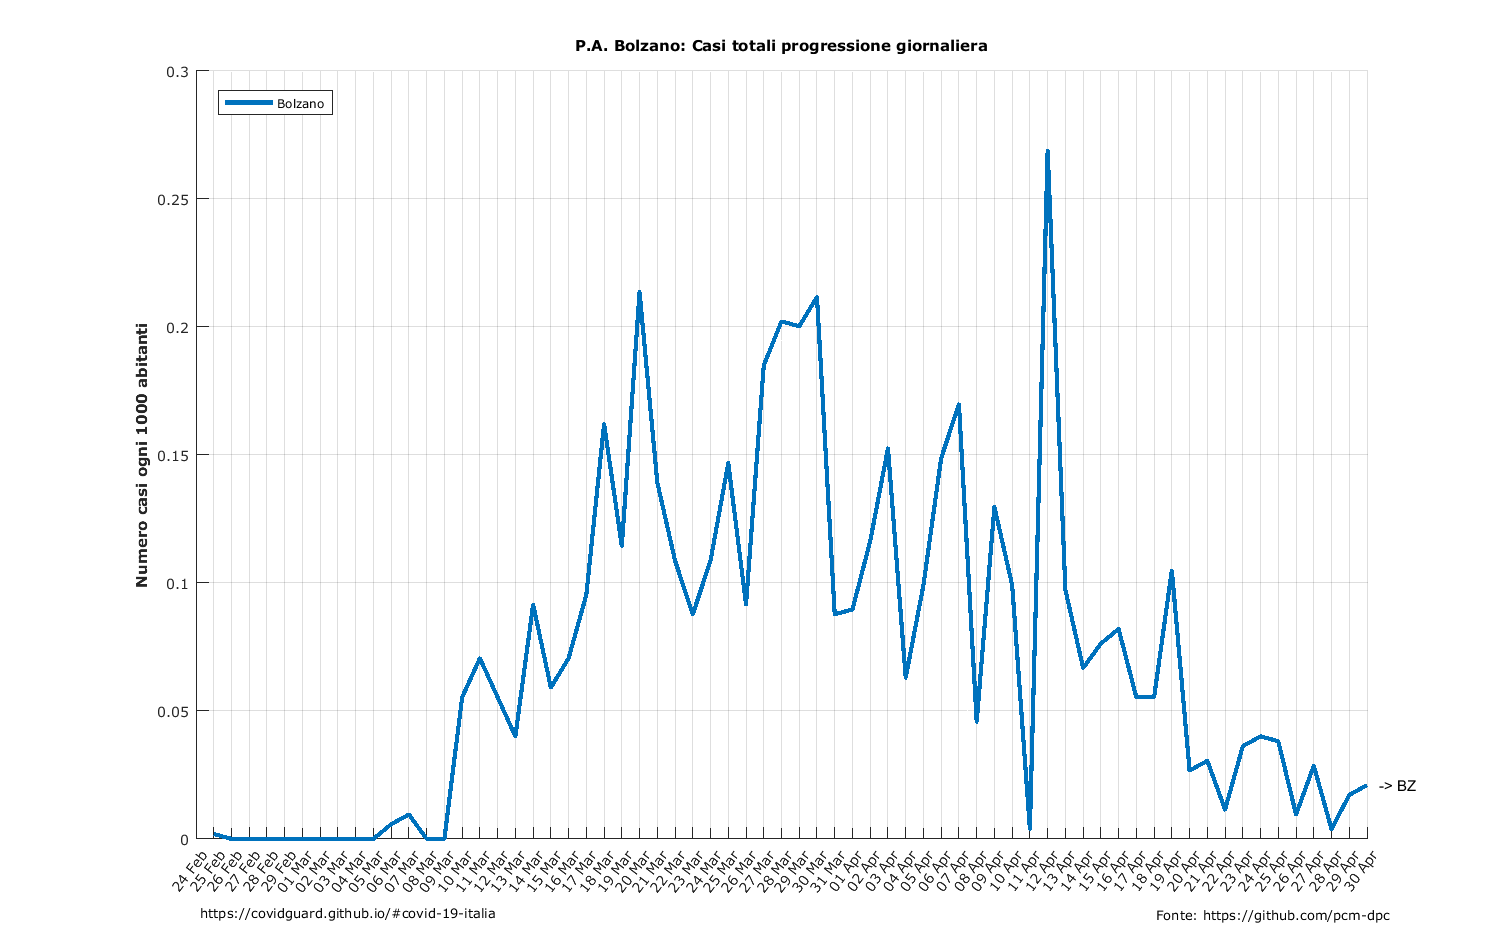 P.A. Bolzano: Casi totali progressione giornaliera
Bolzano
Numero casi ogni 1000 abitanti
0.3
0.25
0.2
0.15
0.1
0.05
0
-> BZ
24 Feb
25 Feb
26 Feb
27 Feb
28 Feb
29 Feb
01 Mar
02 Mar
03 Mar
04 Mar
05 Mar
06 Mar
07 Mar
08 Mar
09 Mar
10 Mar
11 Mar
12 Mar
13 Mar
14 Mar
15 Mar
16 Mar
17 Mar
18 Mar
19 Mar
20 Mar
21 Mar
22 Mar
23 Mar
24 Mar
25 Mar
26 Mar
27 Mar
28 Mar
29 Mar
30 Mar
31 Mar
01 Apr
02 Apr
03 Apr
04 Apr
05 Apr
06 Apr
07 Apr
08 Apr
09 Apr
10 Apr
11 Apr
12 Apr
13 Apr
14 Apr
15 Apr
16 Apr
17 Apr
18 Apr
19 Apr
20 Apr
21 Apr
22 Apr
23 Apr
24 Apr
25 Apr
26 Apr
27 Apr
28 Apr
29 Apr
30 Apr
https://covidguard.github.io/#covid-19-italia
Fonte: https://github.com/pcm-dpc